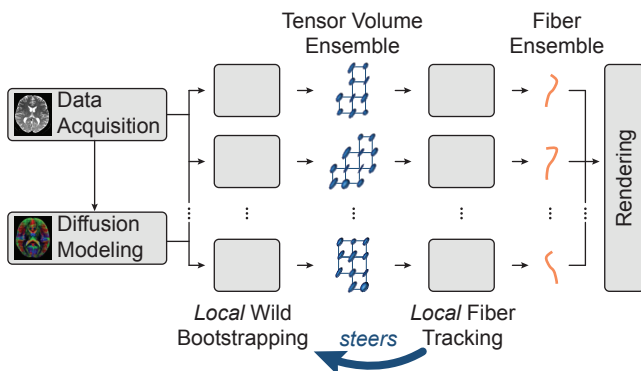 Tensor Volume
Ensemble
Fiber
Ensemble
Data
Acquisition
Diffusion
Modeling
...
...
...
...
...
...
Rendering
Local Wild
Bootstrapping
steers
Local Fiber
Tracking